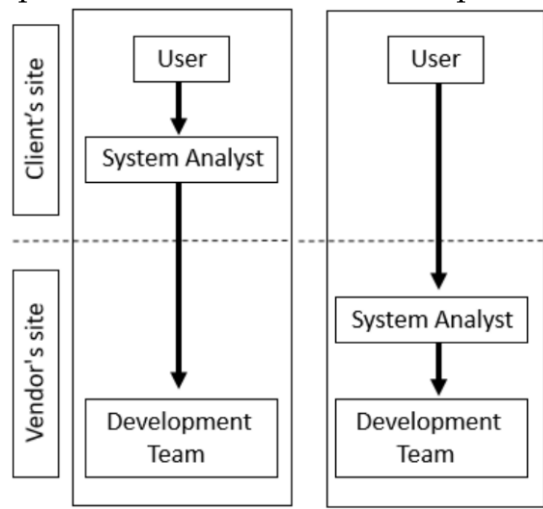 Client's site
User
System Analyst
User
Vendor's site
Development
Team
System Analyst
Development
Team